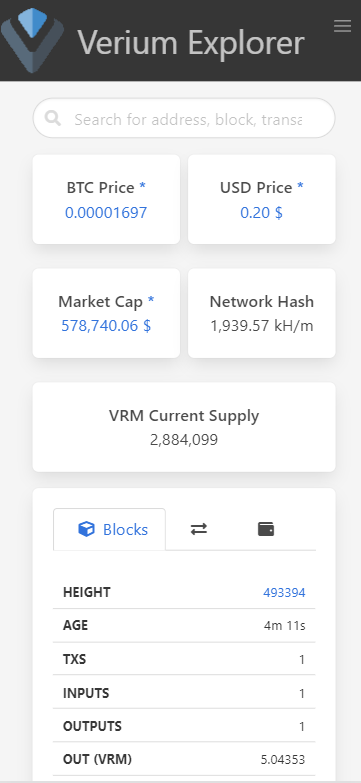 Verium Explorer
Search for address, block, transa
BTC Price *
0.00001697
USD Price *
0.20 $
Market Cap *
578,740.06 $
Network Hash
1,939.57 kH/m
VRM Current Supply
2,884,099
Blocks
HEIGHT 493394
AGE 4m 11s
TXS 1
INPUTS 1
OUTPUTS 1
OUT (VRM) 5.04353